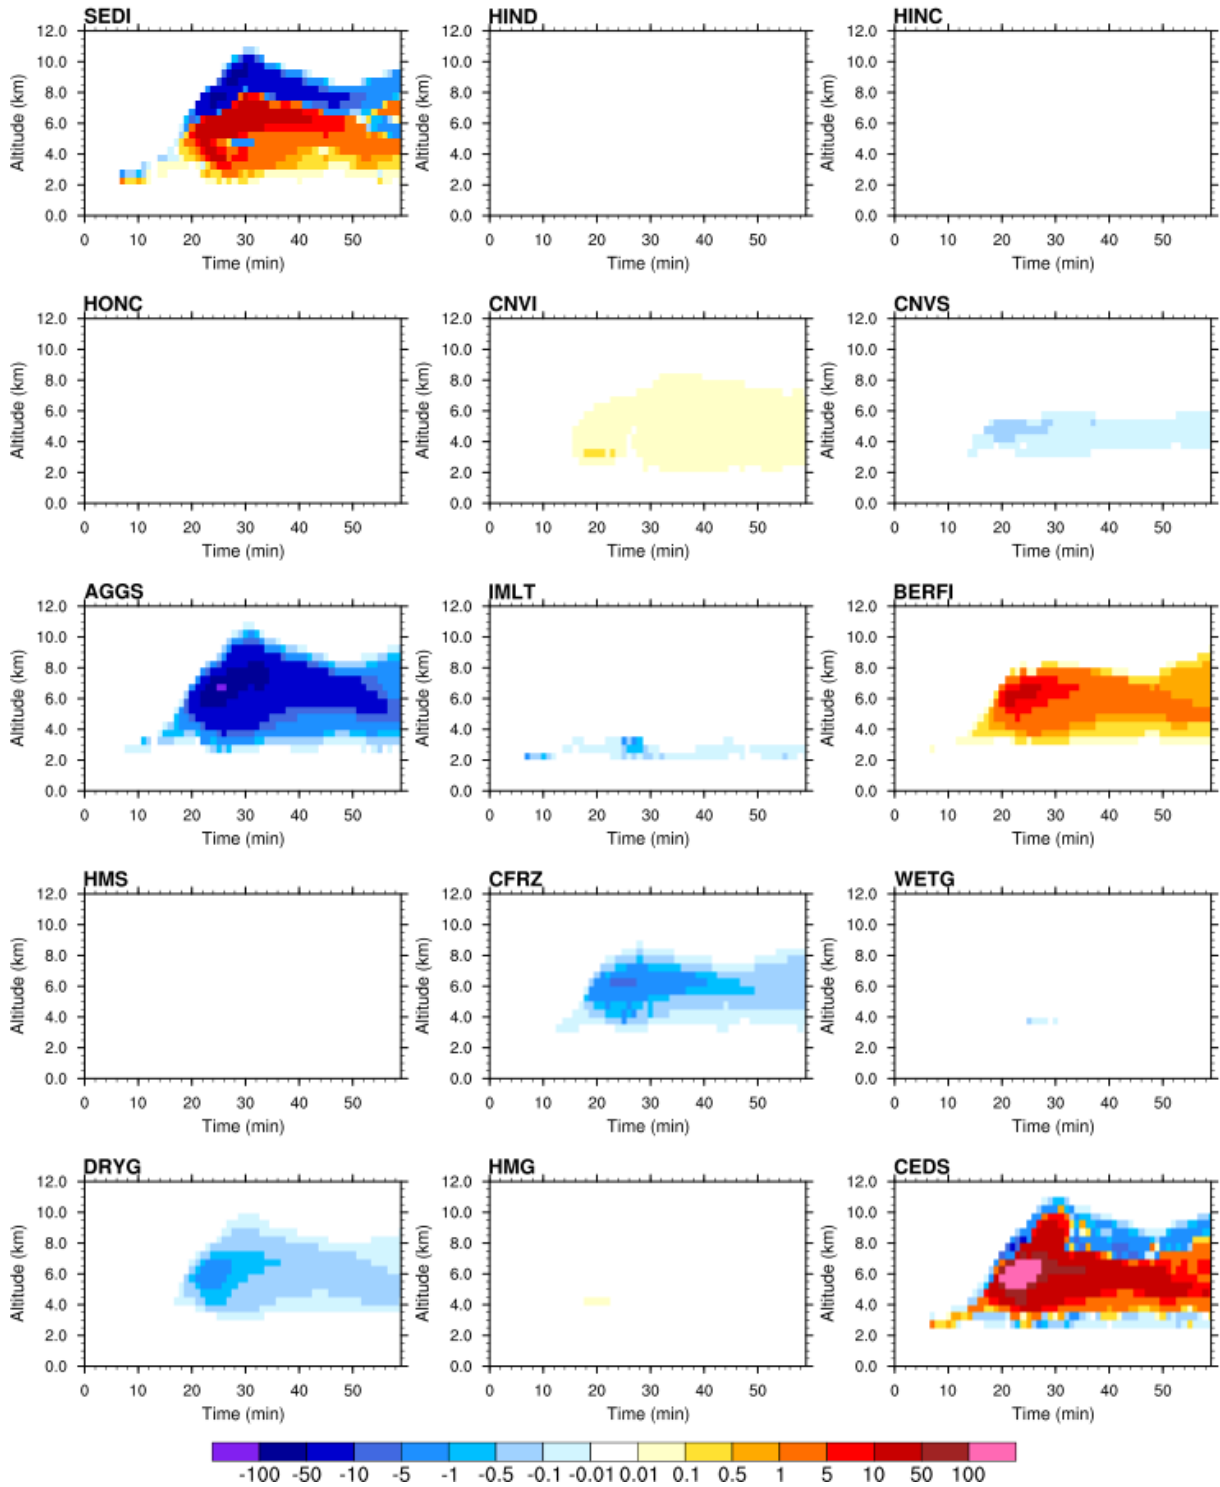 SEDI HIND HINC
12.0 12.0 12.0
10.0 10.0 10.0
8.0 8.0 8.0
6.0 6.0 6.0
4.0 4.0 4.0
2.0 2.0 2.0
0.0 0.0 0.0
Altitude (km) Altitude (km) Altitude (km)
0 10 20 30 40 50 0 10 20 30 40 50 0 10 20 30 40 50
Time (min) Time (min) Time (min)
HONC CNVI CNVS
12.0 12.0 12.0
10.0 10.0 10.0
8.0 8.0 8.0
6.0 6.0 6.0
4.0 4.0 4.0
2.0 2.0 2.0
0.0 0.0 0.0
Altitude (km) Altitude (km) Altitude (km)
0 10 20 30 40 50 0 10 20 30 40 50 0 10 20 30 40 50
Time (min) Time (min) Time (min)
AGGS IMLT BERFI
12.0 12.0 12.0
10.0 10.0 10.0
8.0 8.0 8.0
6.0 6.0 6.0
4.0 4.0 4.0
2.0 2.0 2.0
0.0 0.0 0.0
Altitude (km) Altitude (km) Altitude (km)
0 10 20 30 40 50 0 10 20 30 40 50 0 10 20 30 40 50
Time (min) Time (min) Time (min)
HMS CFRZ WETG
12.0 12.0 12.0
10.0 10.0 10.0
8.0 8.0 8.0
6.0 6.0 6.0
4.0 4.0 4.0
2.0 2.0 2.0
0.0 0.0 0.0
Altitude (km) Altitude (km) Altitude (km)
0 10 20 30 40 50 0 10 20 30 40 50 0 10 20 30 40 50
Time (min) Time (min) Time (min)
DRYG HMG CEDS
12.0 12.0 12.0
10.0 10.0 10.0
8.0 8.0 8.0
6.0 6.0 6.0
4.0 4.0 4.0
2.0 2.0 2.0
0.0 0.0 0.0
Altitude (km) Altitude (km) Altitude (km)
0 10 20 30 40 50 0 10 20 30 40 50 0 10 20 30 40 50
Time (min) Time (min) Time (min)
-100 -50 -10 -5 -1 -0.5 -0.1 -0.01 0.01 0.1 0.5 1 5 10 50 100